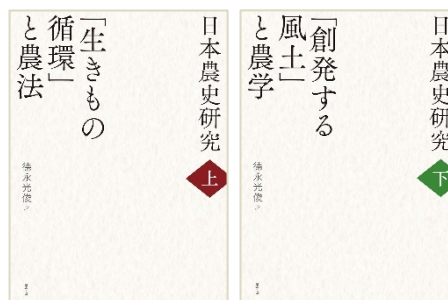 日本農史研究
上
「生きもの
循環」
と農法
徳永光俊
日本農史研究
下
「創発する
風土」
と農学
徳永光俊